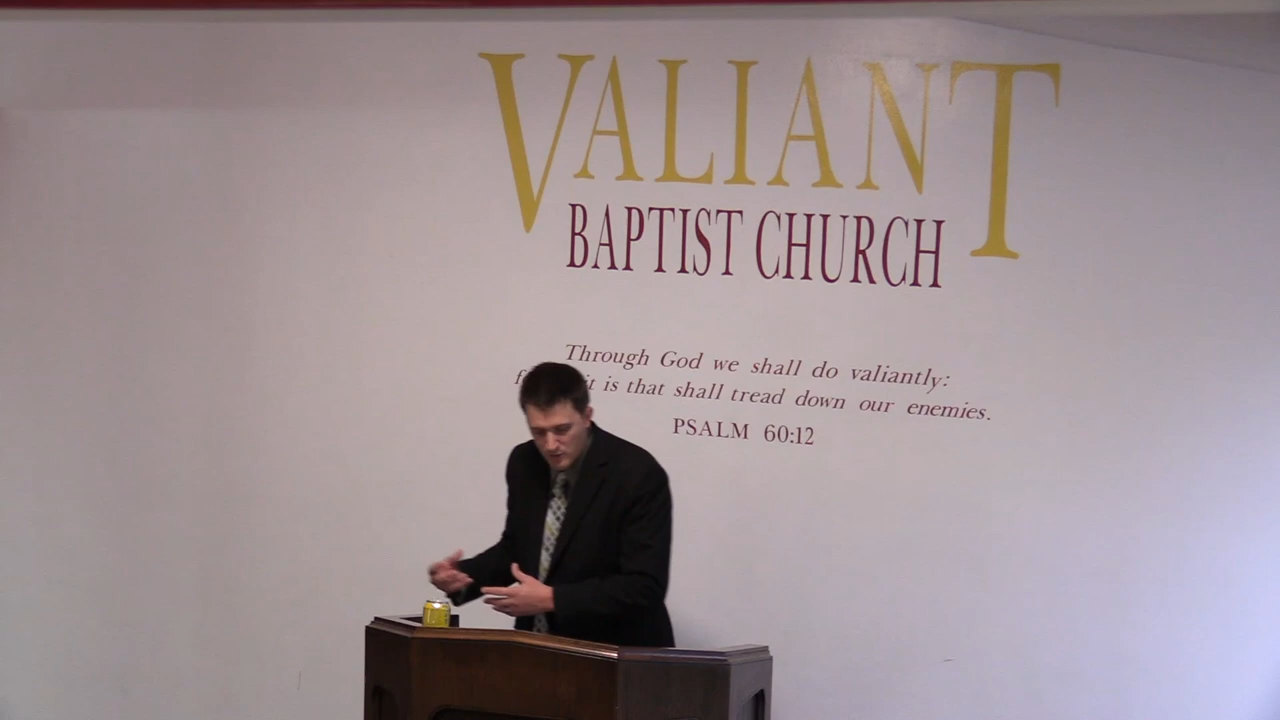 VALIANT
BAPTIST CHURCH
Through God we shall do valiantly:
it is that shall tread down our enemies.
PSALM 60:12